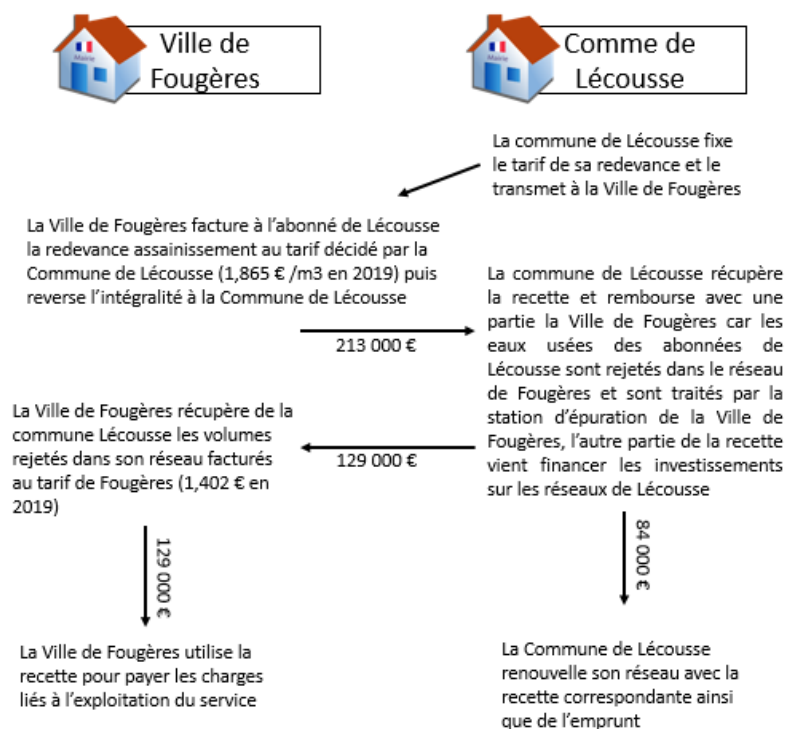 Mairie
Ville de
Fougères
Mairie
Comme de
Lécousse
La commune de Lécousse fixe
le tarif de sa redevance et le
transmet à la Ville de Fougères
La Ville de Fougères facture à l'abonné de Lécousse
la redevance assainissement au tarif décidé par la
Commune de Lécousse (1,865 € /m3 en 2019) puis
reverse l'intégralité à la Commune de Lécousse
213 000 €
La commune de Lécousse récupère
la recette et rembourse avec une
partie la Ville de Fougères car les
eaux usées des abonnées de
Lécousse sont rejetés dans le réseau
de Fougères et sont traités par la
station d'épuration de la Ville de
Fougères, l'autre partie de la recette
vient financer les investissements
sur les réseaux de Lécousse
129 000 €
La Ville de Fougères récupère de la
commune Lécousse les volumes
rejetés dans son réseau facturés
au tarif de Fougères (1,402 € en
2019)
129 000 €
84 000 €
La Ville de Fougères utilise la
recette pour payer les charges
liés à l'exploitation du service
La Commune de Lécousse
renouvelle son réseau avec la
recette correspondante ainsi
que de l'emprunt